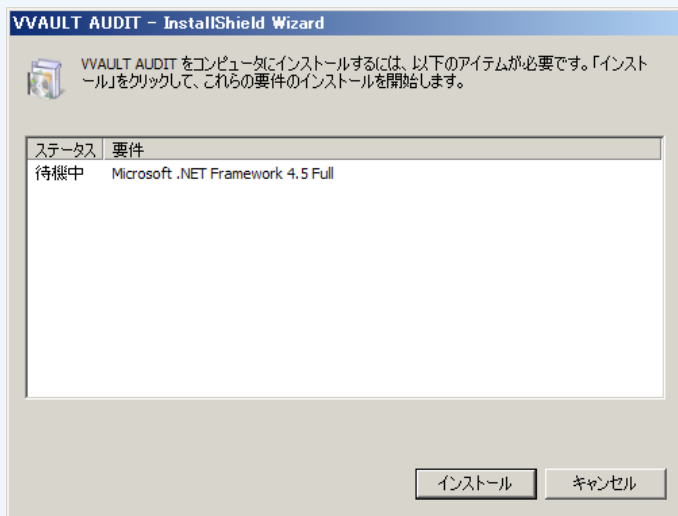 VVAULT AUDIT - InstallShield Wizard
VVAULT AUDIT をコンピュータにインストールするには、以下のアイテムが必要です。「インスト
ール」をクリックして、これらの要件のインストールを開始します。
ステータス 要件
待機中 Microsoft .NET Framework 4.5 Full
インストール キャンセル